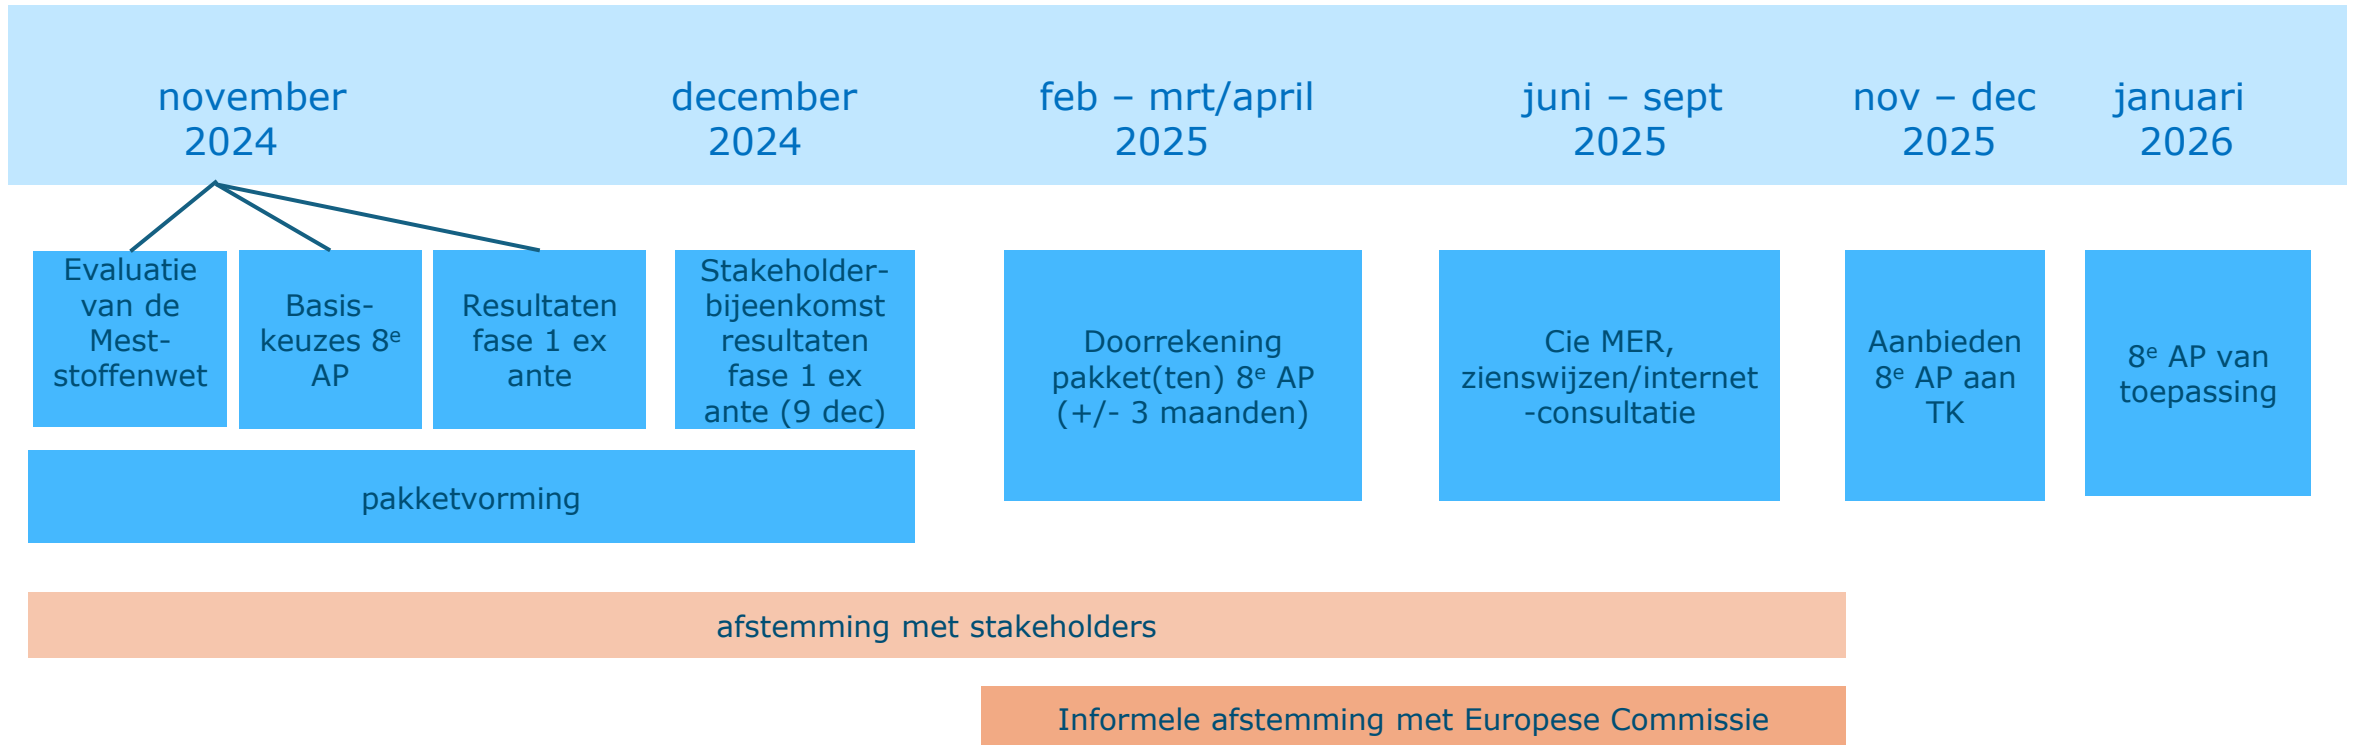 november
2024
december
2024
feb – mrt/april
2025
juni – sept
2025
nov – dec
2025
januari
2026
Evaluatie
van de
Mest-
stoffenwet
Basis-
keuzes 8ᵉ
AP
Resultaten
fase 1 ex
ante
Stakeholder-
bijeenkomst
resultaten
fase 1 ex
ante (9 dec)
Doorrekening
pakket(ten) 8ᵉ AP
(+/- 3 maanden)
Cie MER,
zienswijzen/internet
-consultatie
Aanbieden
8ᵉ AP aan
TK
8ᵉ AP van
toepassing
pakketvorming
afstemming met stakeholders
Informele afstemming met Europese Commissie